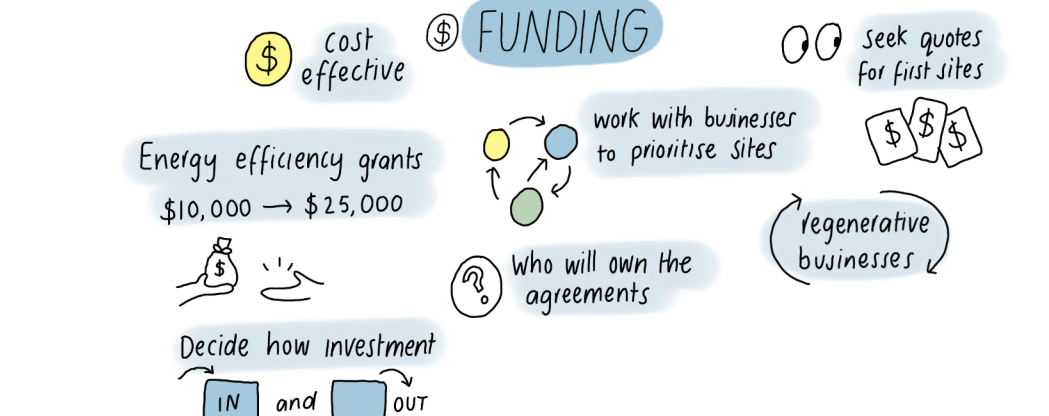 $ FUNDING
$ cost
effective
Energy efficiency grants
$10,000 → $25,000
$
Decide how investment
IN and OUT
work with businesses
to prioritise sites
? Who will own the
agreements
seek quotes
for first sites
$ $ $
regenerative
businesses